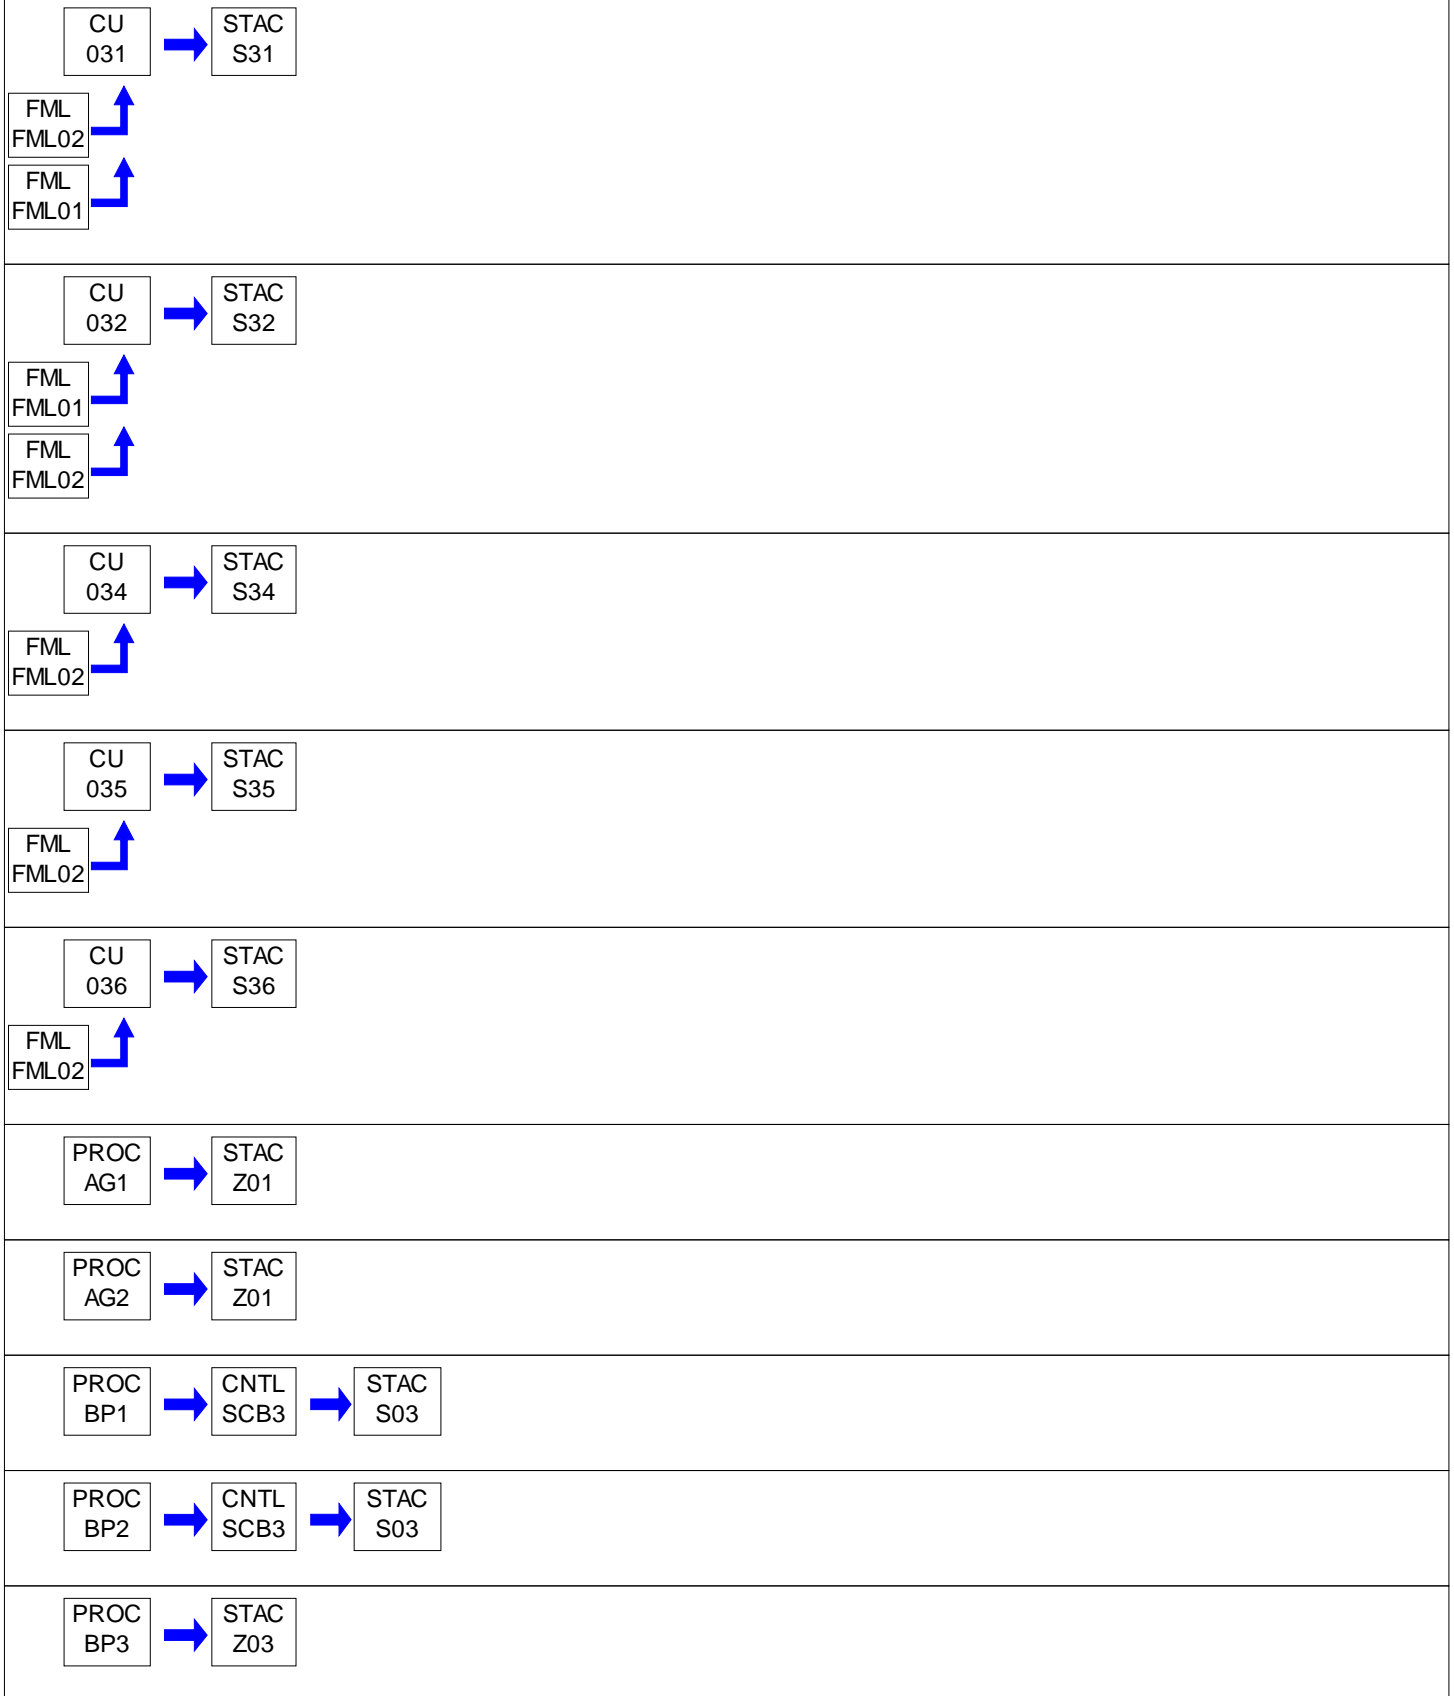 CU
031
STAC
S31
FML
FML02
FML
FML01
CU
032
STAC
S32
FML
FML01
FML
FML02
CU
034
STAC
S34
FML
FML02
CU
035
STAC
S35
FML
FML02
CU
036
STAC
S36
FML
FML02
PROC
AG1
STAC
Z01
PROC
AG2
STAC
Z01
PROC
BP1
CNTL
SCB3
STAC
S03
PROC
BP2
CNTL
SCB3
STAC
S03
PROC
BP3
STAC
Z03